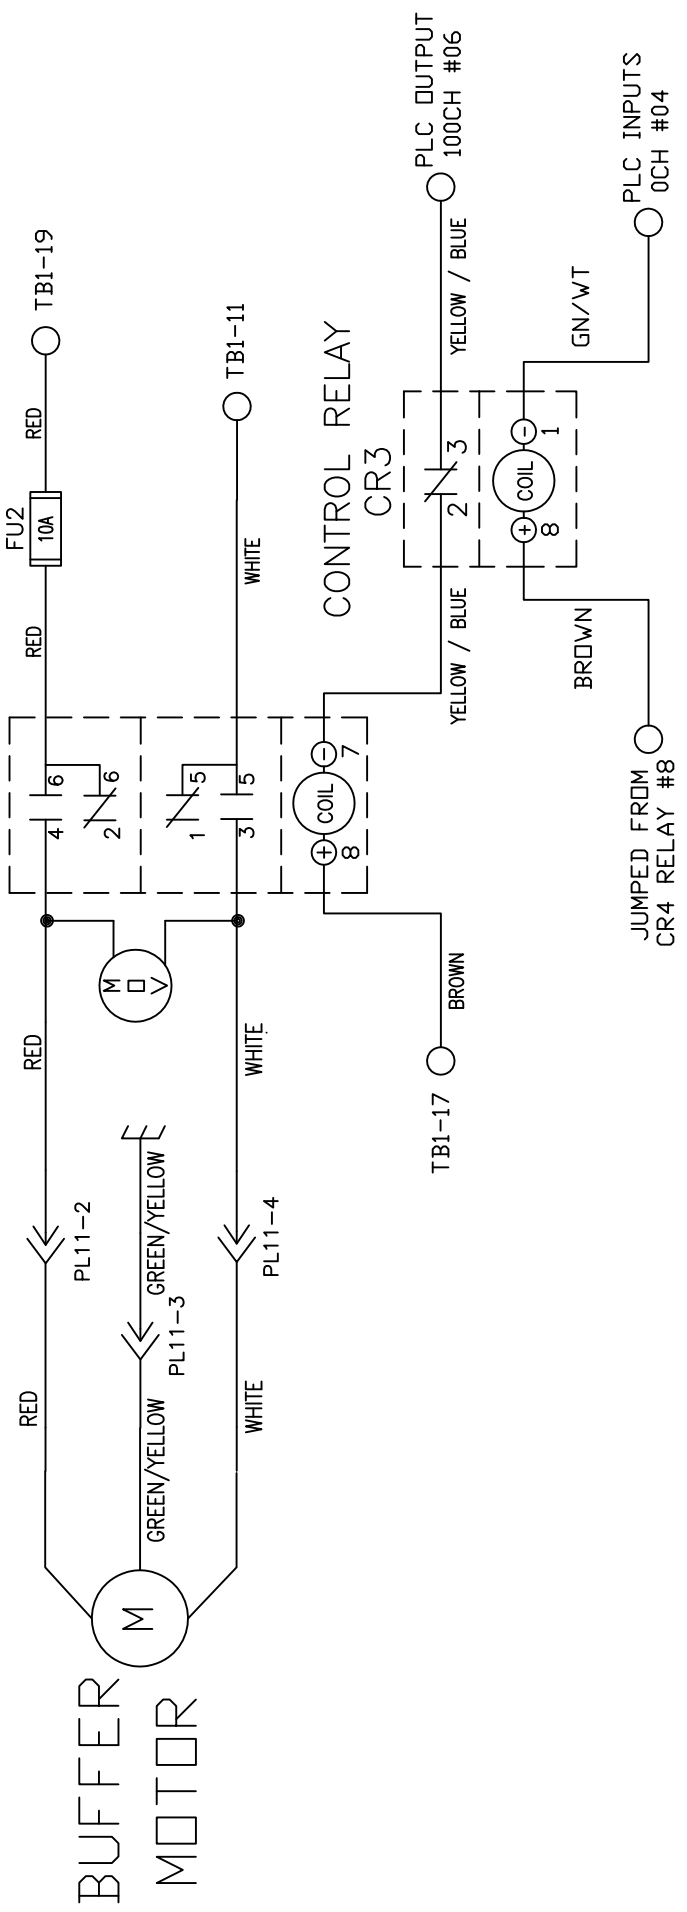 BUFFER
MOTOR
M
RED
GREEN/YELLOW
WHITE
PL11-2
PL11-3
PL11-4
GREEN/YELLOW
RED
WHITE
M
O
V
4
6
2
6
1
5
3
5
COIL
+
8
-
7
RED
FU2
10A
RED
TB1-19
WHITE
TB1-11
BROWN
TB1-17
CONTROL RELAY
CR3
YELLOW / BLUE
2
3
YELLOW / BLUE
PLC OUTPUT
100CH #06
COIL
+
8
-
1
BROWN
JUMPED FROM
CR4 RELAY #8
GN/WT
PLC INPUTS
0CH #04